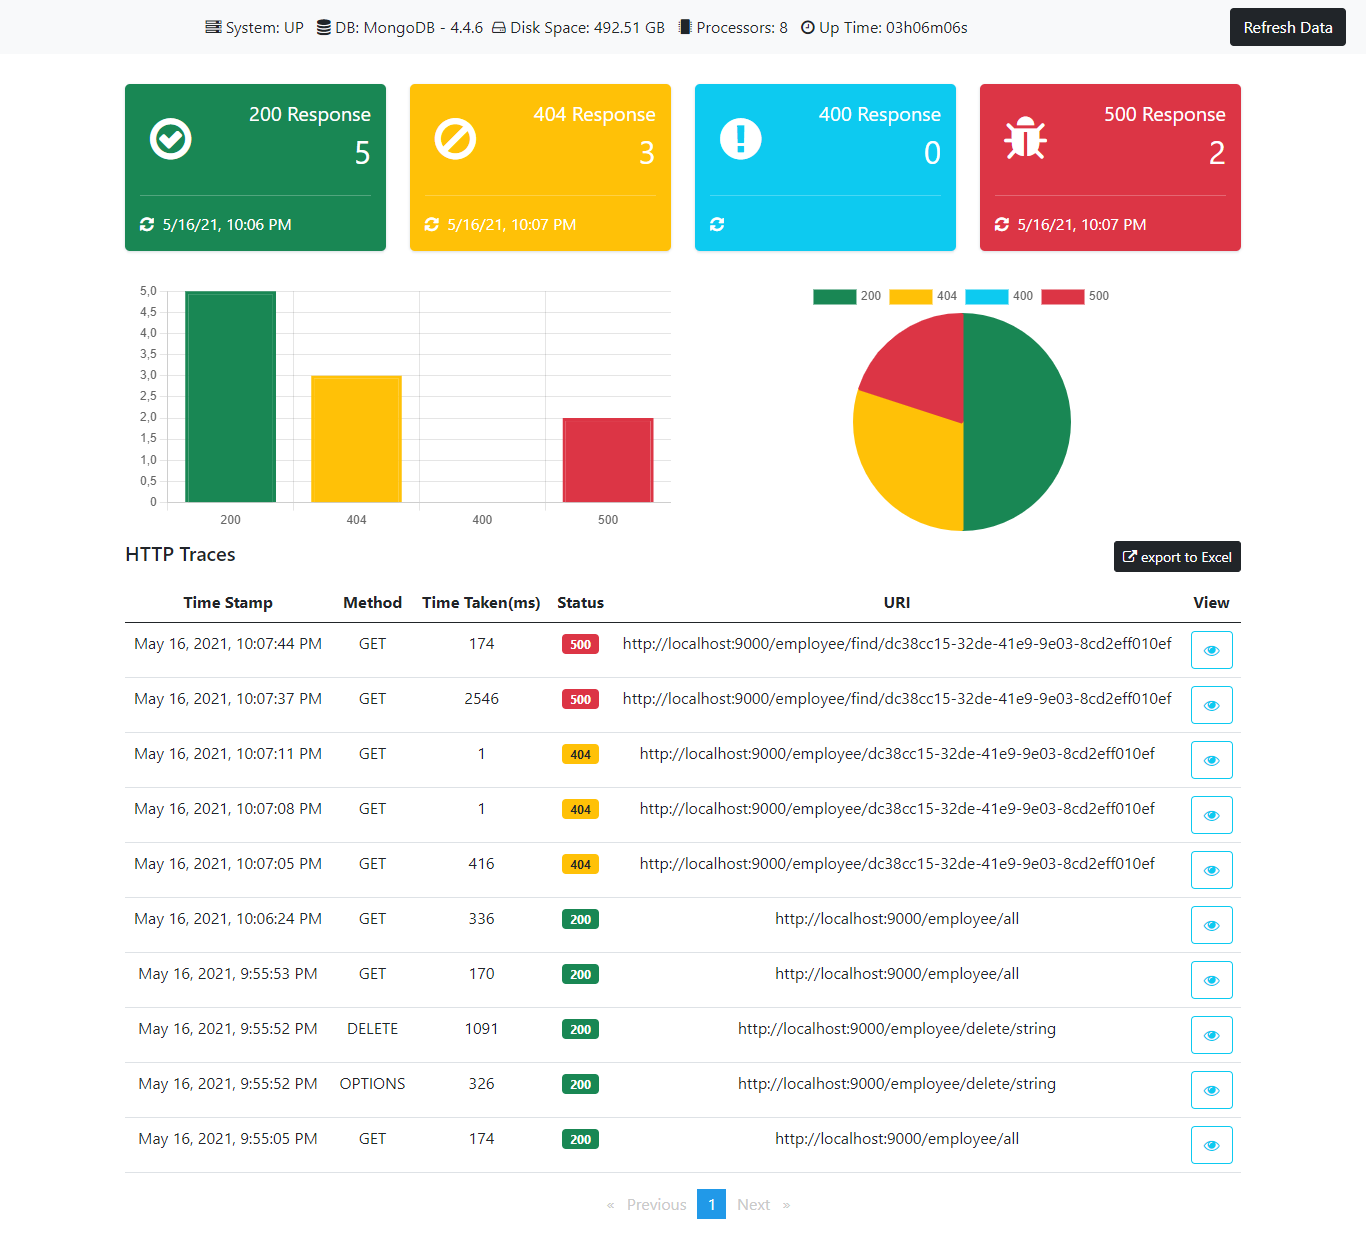 System: UP DB: MongoDB - 4.4.6 Disk Space: 492.51 GB Processors: 8 Up Time: 03h06m06s Refresh Data
200 Response
5
5/16/21, 10:06 PM
404 Response
3
5/16/21, 10:07 PM
400 Response
0
500 Response
2
5/16/21, 10:07 PM
5,0
4,5
4,0
3,5
3,0
2,5
2,0
1,5
1,0
0,5
0
200 404 400 500
200 404 400 500
HTTP Traces export to Excel
Time Stamp Method Time Taken(ms) Status URI View
May 16, 2021, 10:07:44 PM GET 174 500 http://localhost:9000/employee/find/dc38cc15-32de-41e9-9e03-8cd2eff010ef
May 16, 2021, 10:07:37 PM GET 2546 500 http://localhost:9000/employee/find/dc38cc15-32de-41e9-9e03-8cd2eff010ef
May 16, 2021, 10:07:11 PM GET 1 404 http://localhost:9000/employee/dc38cc15-32de-41e9-9e03-8cd2eff010ef
May 16, 2021, 10:07:08 PM GET 1 404 http://localhost:9000/employee/dc38cc15-32de-41e9-9e03-8cd2eff010ef
May 16, 2021, 10:07:05 PM GET 416 404 http://localhost:9000/employee/dc38cc15-32de-41e9-9e03-8cd2eff010ef
May 16, 2021, 10:06:24 PM GET 336 200 http://localhost:9000/employee/all
May 16, 2021, 9:55:53 PM GET 170 200 http://localhost:9000/employee/all
May 16, 2021, 9:55:52 PM DELETE 1091 200 http://localhost:9000/employee/delete/string
May 16, 2021, 9:55:52 PM OPTIONS 326 200 http://localhost:9000/employee/delete/string
May 16, 2021, 9:55:05 PM GET 174 200 http://localhost:9000/employee/all
« Previous 1 Next »